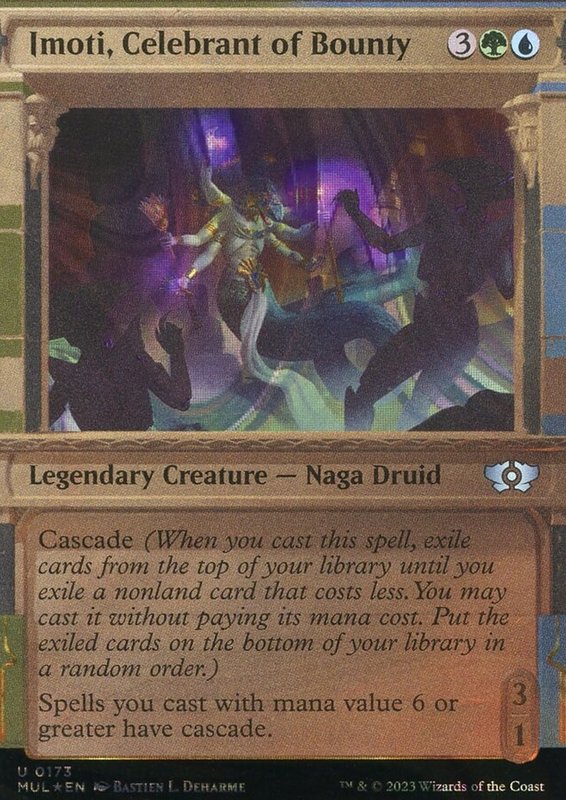 Imoti, Celebrant of Bounty 3
Legendary Creature — Naga Druid
Cascade (When you cast this spell, exile
cards from the top of your library until you
exile a nonland card that costs less. You may
cast it without paying its mana cost. Put the
exiled cards on the bottom of your library in
a random order.)
Spells you cast with mana value 6 or
greater have cascade.
3
1
U 0173
MUL★EN Bastien L. Deharme ™ & © 2023 Wizards of the Coast